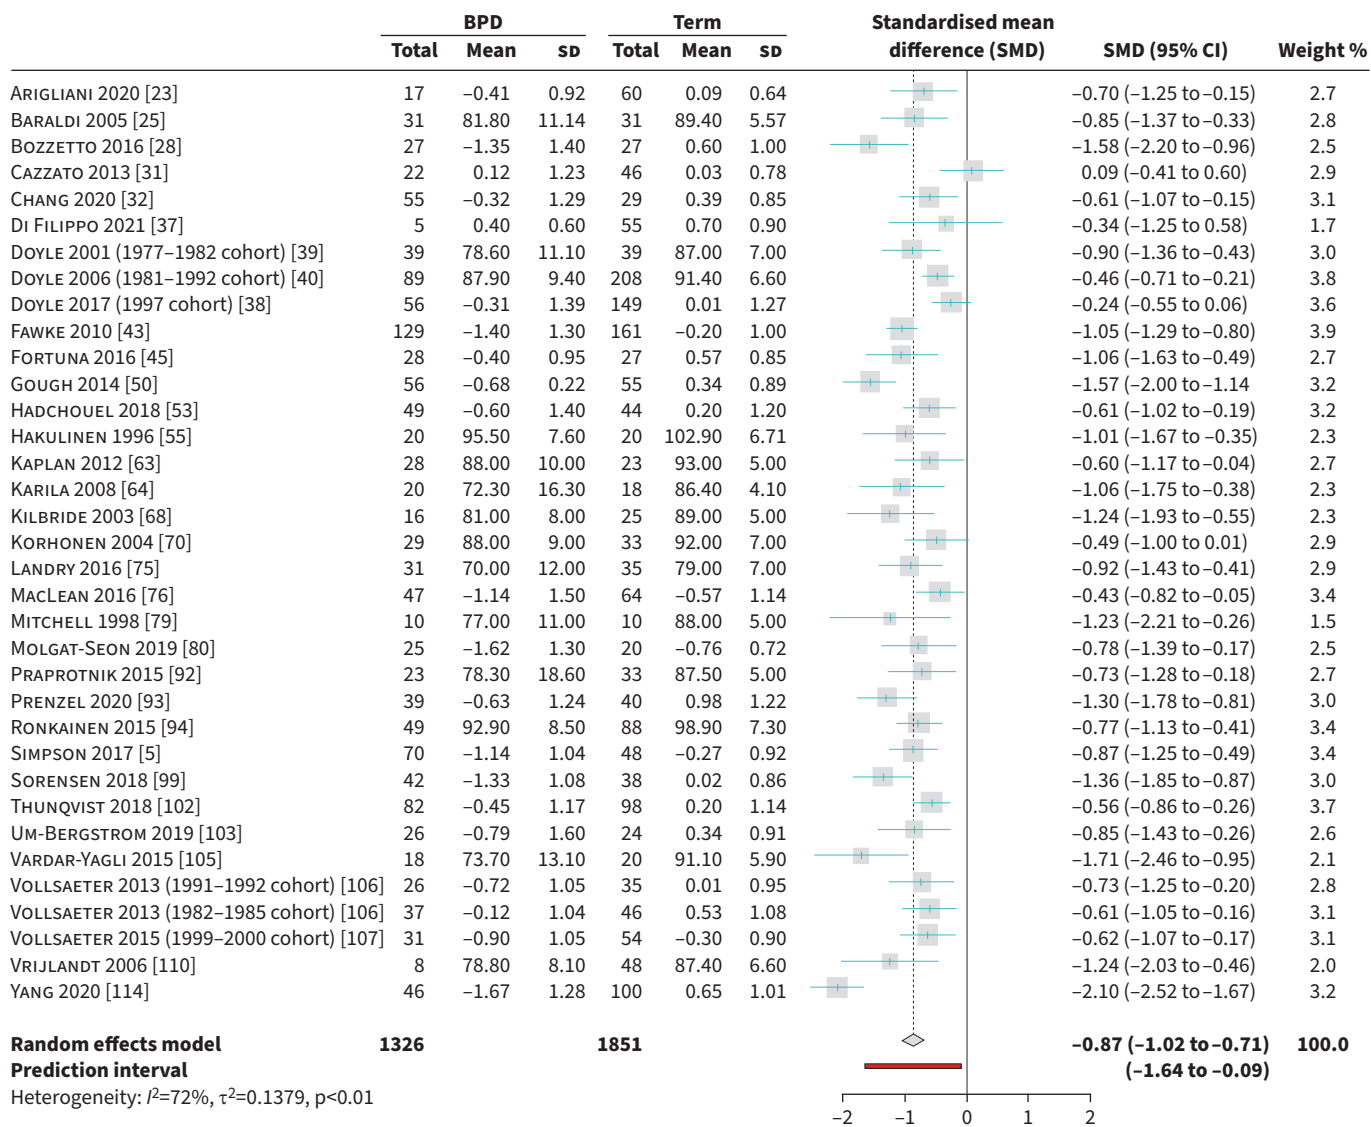 BPD Term Standardised mean
Total Mean SD Total Mean SD difference (SMD) SMD (95% CI) Weight %
ARIGLIANI 2020 [23] 17 –0.41 0.92 60 0.09 0.64 –0.70 (–1.25 to –0.15) 2.7
BARALDI 2005 [25] 31 81.80 11.14 31 89.40 5.57 –0.85 (–1.37 to –0.33) 2.8
BOZZETTO 2016 [28] 27 –1.35 1.40 27 0.60 1.00 –1.58 (–2.20 to –0.96) 2.5
CAZZATO 2013 [31] 22 0.12 1.23 46 0.03 0.78 0.09 (–0.41 to 0.60) 2.9
CHANG 2020 [32] 55 –0.32 1.29 29 0.39 0.85 –0.61 (–1.07 to –0.15) 3.1
DI FILIPPO 2021 [37] 5 0.40 0.60 55 0.70 0.90 –0.34 (–1.25 to 0.58) 1.7
DOYLE 2001 (1977–1982 cohort) [39] 39 78.60 11.10 39 87.00 7.00 –0.90 (–1.36 to –0.43) 3.0
DOYLE 2006 (1981–1992 cohort) [40] 89 87.90 9.40 208 91.40 6.60 –0.46 (–0.71 to –0.21) 3.8
DOYLE 2017 (1997 cohort) [38] 56 –0.31 1.39 149 0.01 1.27 –0.24 (–0.55 to 0.06) 3.6
FAWKE 2010 [43] 129 –1.40 1.30 161 –0.20 1.00 –1.05 (–1.29 to –0.80) 3.9
FORTUNA 2016 [45] 28 –0.40 0.95 27 0.57 0.85 –1.06 (–1.63 to –0.49) 2.7
GOUGH 2014 [50] 56 –0.68 0.22 55 0.34 0.89 –1.57 (–2.00 to –1.14 3.2
HADCHOUEL 2018 [53] 49 –0.60 1.40 44 0.20 1.20 –0.61 (–1.02 to –0.19) 3.2
HAKULINEN 1996 [55] 20 95.50 7.60 20 102.90 6.71 –1.01 (–1.67 to –0.35) 2.3
KAPLAN 2012 [63] 28 88.00 10.00 23 93.00 5.00 –0.60 (–1.17 to –0.04) 2.7
KARILA 2008 [64] 20 72.30 16.30 18 86.40 4.10 –1.06 (–1.75 to –0.38) 2.3
KILBRIDE 2003 [68] 16 81.00 8.00 25 89.00 5.00 –1.24 (–1.93 to –0.55) 2.3
KORHONEN 2004 [70] 29 88.00 9.00 33 92.00 7.00 –0.49 (–1.00 to 0.01) 2.9
LANDRY 2016 [75] 31 70.00 12.00 35 79.00 7.00 –0.92 (–1.43 to –0.41) 2.9
MACLEAN 2016 [76] 47 –1.14 1.50 64 –0.57 1.14 –0.43 (–0.82 to –0.05) 3.4
MITCHELL 1998 [79] 10 77.00 11.00 10 88.00 5.00 –1.23 (–2.21 to –0.26) 1.5
MOLGAT-SEON 2019 [80] 25 –1.62 1.30 20 –0.76 0.72 –0.78 (–1.39 to –0.17) 2.5
PRAPROTNIK 2015 [92] 23 78.30 18.60 33 87.50 5.00 –0.73 (–1.28 to –0.18) 2.7
PRENZEL 2020 [93] 39 –0.63 1.24 40 0.98 1.22 –1.30 (–1.78 to –0.81) 3.0
RONKAINEN 2015 [94] 49 92.90 8.50 88 98.90 7.30 –0.77 (–1.13 to –0.41) 3.4
SIMPSON 2017 [5] 70 –1.14 1.04 48 –0.27 0.92 –0.87 (–1.25 to –0.49) 3.4
SORENSEN 2018 [99] 42 –1.33 1.08 38 0.02 0.86 –1.36 (–1.85 to –0.87) 3.0
THUNQVIST 2018 [102] 82 –0.45 1.17 98 0.20 1.14 –0.56 (–0.86 to –0.26) 3.7
UM-BERGSTROM 2019 [103] 26 –0.79 1.60 24 0.34 0.91 –0.85 (–1.43 to –0.26) 2.6
VARDAR-YAGLI 2015 [105] 18 73.70 13.10 20 91.10 5.90 –1.71 (–2.46 to –0.95) 2.1
VOLLSAETER 2013 (1991–1992 cohort) [106] 26 –0.72 1.05 35 0.01 0.95 –0.73 (–1.25 to –0.20) 2.8
VOLLSAETER 2013 (1982–1985 cohort) [106] 37 –0.12 1.04 46 0.53 1.08 –0.61 (–1.05 to –0.16) 3.1
VOLLSAETER 2015 (1999–2000 cohort) [107] 31 –0.90 1.05 54 –0.30 0.90 –0.62 (–1.07 to –0.17) 3.1
VRIJLANDT 2006 [110] 8 78.80 8.10 48 87.40 6.60 –1.24 (–2.03 to –0.46) 2.0
YANG 2020 [114] 46 –1.67 1.28 100 0.65 1.01 –2.10 (–2.52 to –1.67) 3.2
Random effects model 1326 1851 –0.87 (–1.02 to –0.71) 100.0
Prediction interval (–1.64 to –0.09)
Heterogeneity: I²=72%, τ²=0.1379, p<0.01
–2 –1 0 1 2